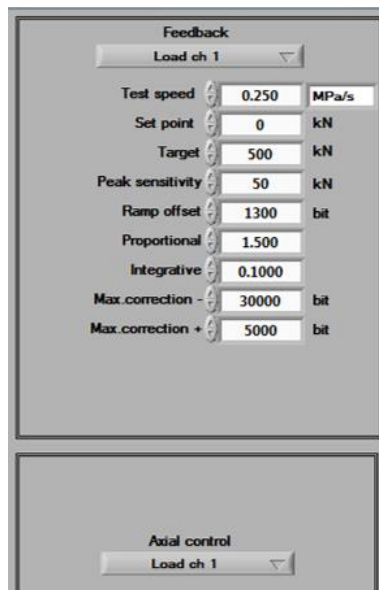 Feedback
Load ch 1
Test speed 0.250 MPa/s
Set point 0 kN
Target 500 kN
Peak sensitivity 50 kN
Ramp offset 1300 bit
Proportional 1.500
Integrative 0.1000
Max.correction - 30000 bit
Max.correction + 5000 bit
Axial control
Load ch 1